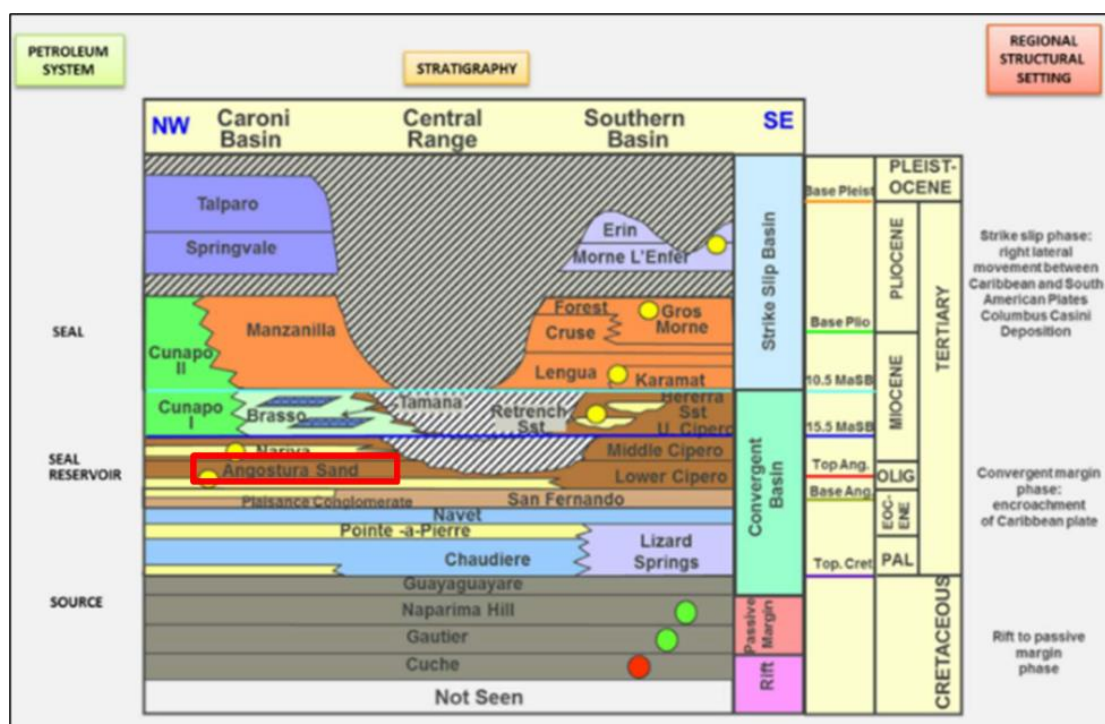 PETROLEUM
SYSTEM
STRATIGRAPHY
REGIONAL
STRUCTURAL
SETTING
NW
Caroni
Basin
Central
Range
Southern
Basin
SE
Talparo
Springvale
Erin
Morne L'Enfer
SEAL
Manzanilla
Cunapo
II
Forest
Cruse
Gros
Morne
Lengua
Karamat
Cunapo
I
Brasso
Tamana
Retrench
Sst
Hererra
Sst
U. Cipero
SEAL
RESERVOIR
Nariva
Angostura Sand
Middle Cipero
Lower Cipero
Plaisance Conglomerate
San Fernando
Navet
Pointe -a-Pierre
Chaudiere
Lizard
Springs
SOURCE
Guayaguayare
Naparima Hill
Gautier
Cuche
Not Seen
Strike Slip Basin
Convergent
Basin
Passive
Margin
Rift
Base Pleist
Base Plio
10.5 MaSB
15.5 MaSB
Top Ang.
Base Ang.
Top. Cret
PLEIST-
OCENE
PLIOCENE
MIOCENE
OLIG
EOC-
ENE
PAL
TERTIARY
CRETACEOUS
Strike slip phase:
right lateral
movement between
Caribbean and South
American Plates
Columbus Casini
Deposition
Convergent margin
phase:
encroachment
of Caribbean plate
Rift to passive
margin
phase